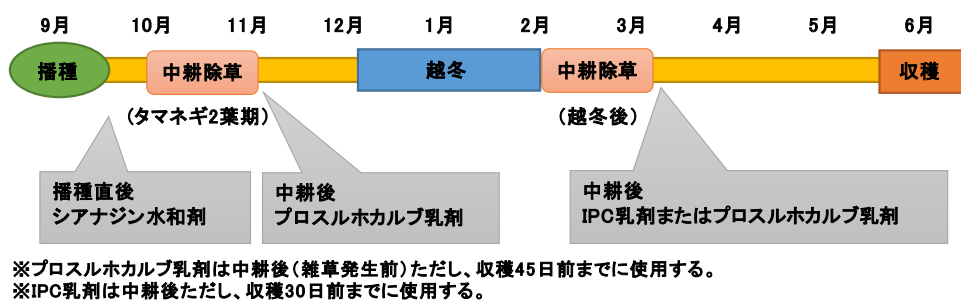 9月 10月 11月 12月 1月 2月 3月 4月 5月 6月
播種 中耕除草 越冬 中耕除草 収穫
(タマネギ2葉期) (越冬後)
播種直後
シアナジン水和剤
中耕後
プロスルホカルブ乳剤
中耕後
IPC乳剤またはプロスルホカルブ乳剤
※プロスルホカルブ乳剤は中耕後(雑草発生前)ただし、収穫45日前までに使用する。
※IPC乳剤は中耕後ただし、収穫30日前までに使用する。